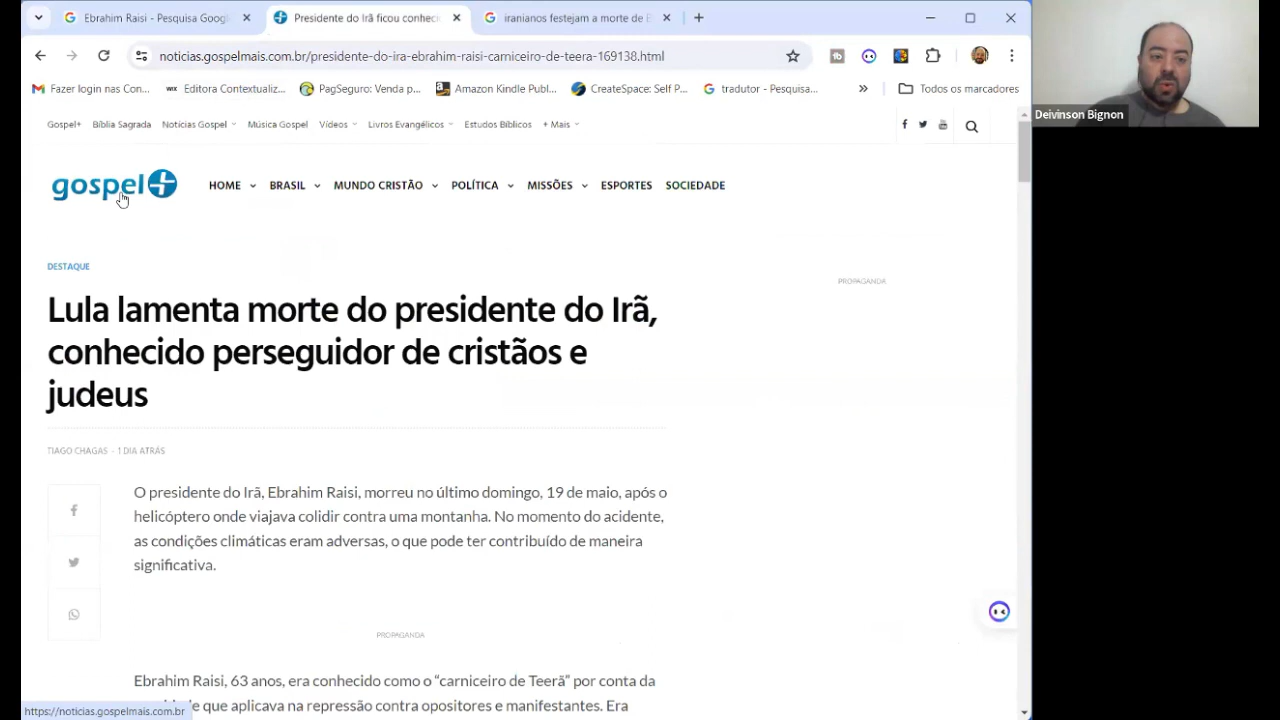 Ebrahim Raisi - Pesquisa Goog
Presidente do Irã ficou conhec
iranianos festejam a morte de E
noticias.gospelmais.com.br/presidente-do-ira-ebrahim-raisi-carniceiro-de-teera-169138.html
Fazer login nas Con...
Editora Contextualiz...
PagSeguro: Venda p...
Amazon Kindle Publ...
CreateSpace: Self P...
tradutor - Pesquisa...
Todos os marcadores
Deivinson Bignon
Gospel+ Bíblia Sagrada Notícias Gospel Música Gospel Vídeos Livros Evangélicos Estudos Bíblicos + Mais
gospel+
HOME BRASIL MUNDO CRISTÃO POLÍTICA MISSÕES ESPORTES SOCIEDADE
DESTAQUE
PROPAGANDA
Lula lamenta morte do presidente do Irã,
conhecido perseguidor de cristãos e
judeus
TIAGO CHAGAS - 1 DIA ATRÁS
O presidente do Irã, Ebrahim Raisi, morreu no último domingo, 19 de maio, após o
helicóptero onde viajava colidir contra uma montanha. No momento do acidente,
as condições climáticas eram adversas, o que pode ter contribuído de maneira
significativa.
PROPAGANDA
Ebrahim Raisi, 63 anos, era conhecido como o “carniceiro de Teerã” por conta da
que aplicava na repressão contra opositores e manifestantes. Era
https://noticias.gospelmais.com.br